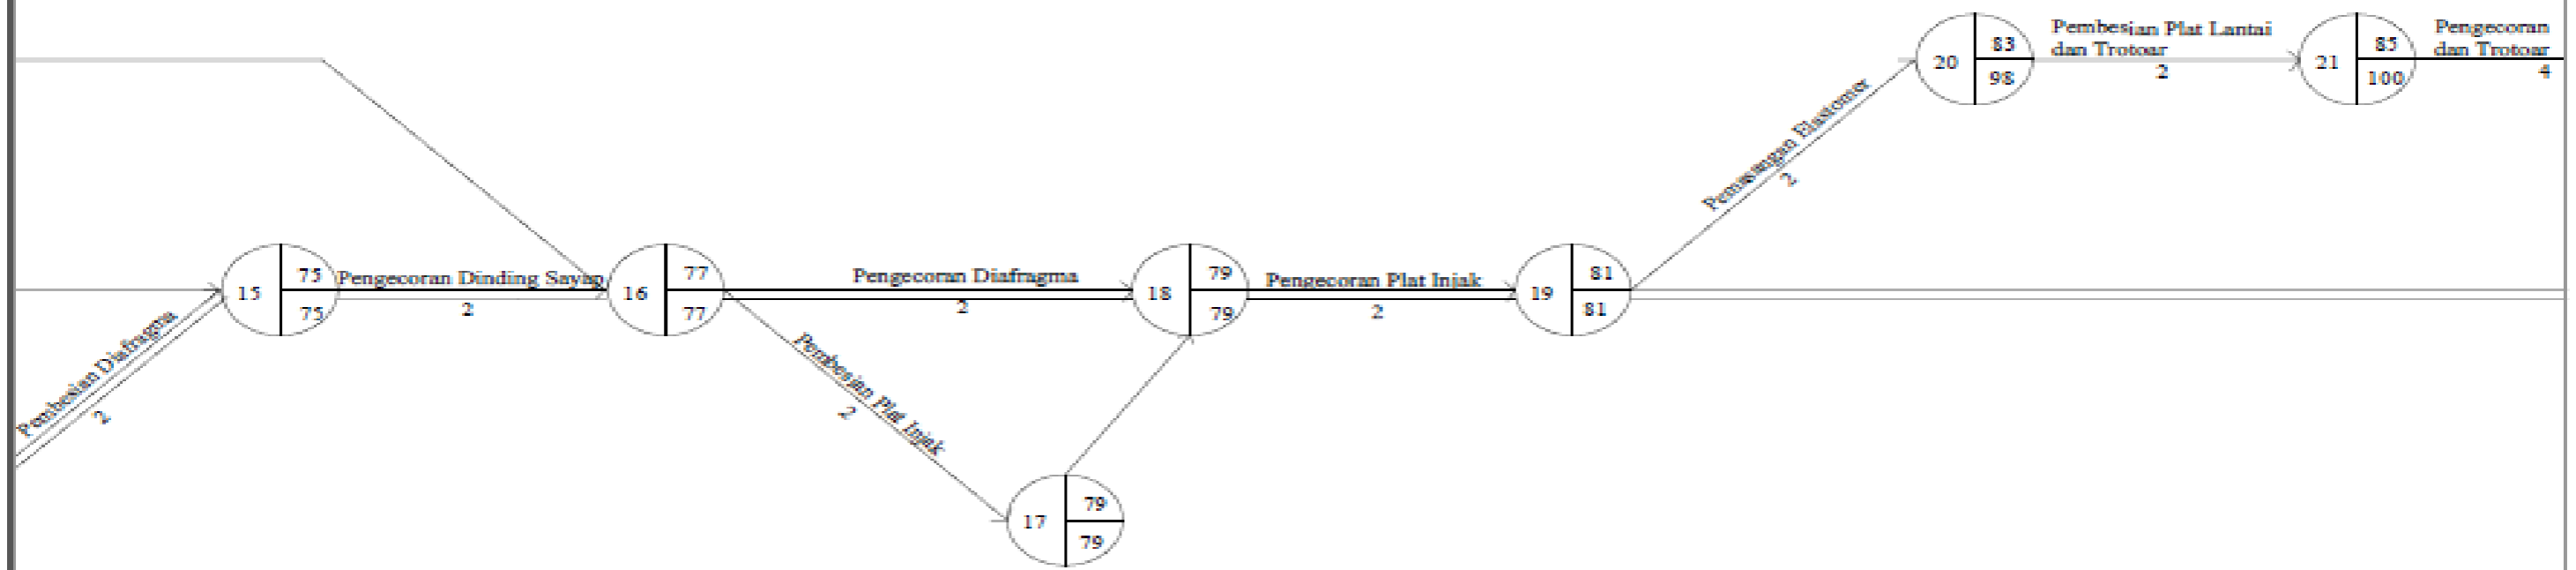 20
83
98
Pembesian Plat Lantai
dan Trotoar
2
21
85
100
Pengecoran
dan Trotoar
4
Pemasangan Elastomer
2
15
75
75
Pengecoran Dinding Sayap
2
16
77
77
Pengecoran Diafragma
2
18
79
79
Pengecoran Plat Injak
2
19
81
81
Pembesian Diafragma
2
Pembesian Plat Injak
2
17
79
79